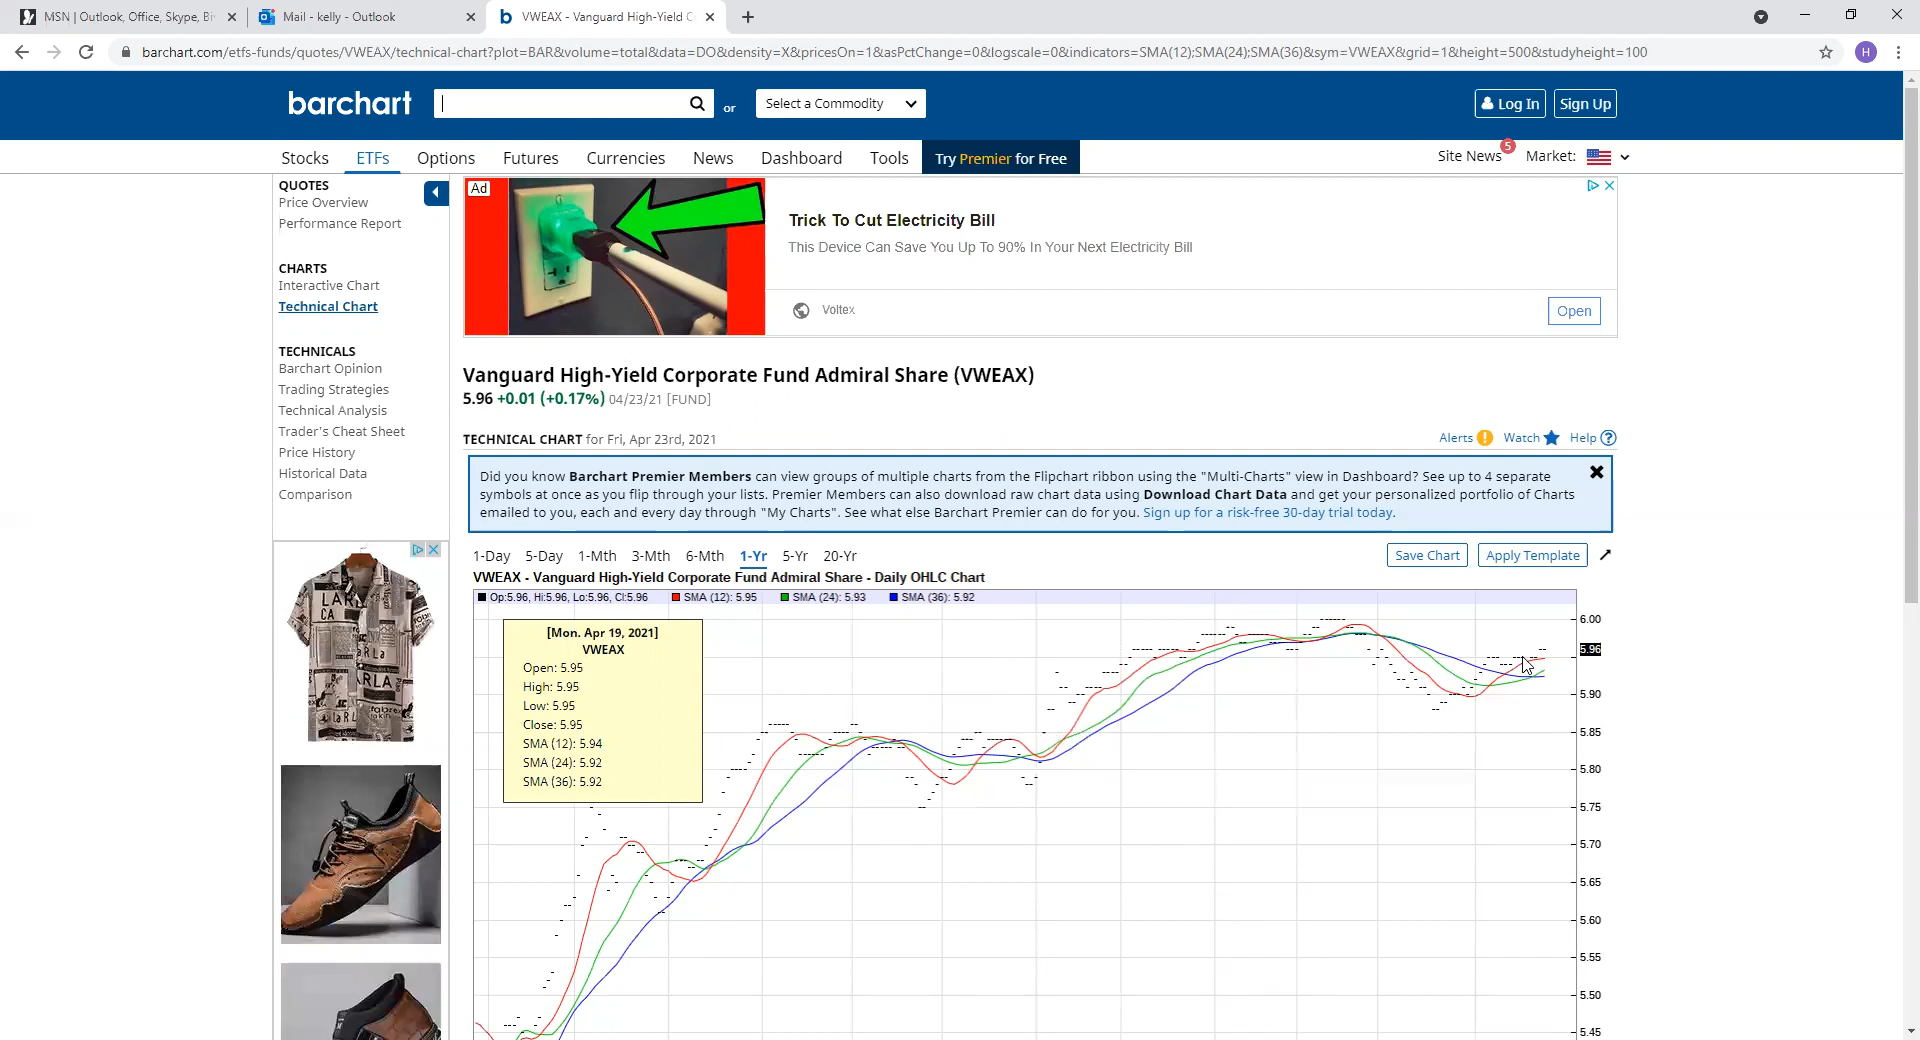 MSN | Outlook, Office, Skype, Bi
Mail - kelly - Outlook
VWEAX - Vanguard High-Yield C
barchart.com/etfs-funds/quotes/VWEAX/technical-chart?plot=BAR&volume=total&data=DO&density=X&pricesOn=1&asPctChange=0&logscale=0&indicators=SMA(12);SMA(24);SMA(36)&sym=VWEAX&grid=1&height=500&studyheight=100
H
barchart
or
Select a Commodity
Log In
Sign Up
Stocks
ETFs
Options
Futures
Currencies
News
Dashboard
Tools
Try Premier for Free
Site News
5
Market:
QUOTES
Price Overview
Performance Report
CHARTS
Interactive Chart
Technical Chart
TECHNICALS
Barchart Opinion
Trading Strategies
Technical Analysis
Trader's Cheat Sheet
Price History
Historical Data
Comparison
Ad
Trick To Cut Electricity Bill
This Device Can Save You Up To 90% In Your Next Electricity Bill
Voltex
Open
Vanguard High-Yield Corporate Fund Admiral Share (VWEAX)
5.96 +0.01 (+0.17%) 04/23/21 [FUND]
TECHNICAL CHART for Fri, Apr 23rd, 2021
Alerts
Watch
Help
Did you know Barchart Premier Members can view groups of multiple charts from the Flipchart ribbon using the "Multi-Charts" view in Dashboard? See up to 4 separate
symbols at once as you flip through your lists. Premier Members can also download raw chart data using Download Chart Data and get your personalized portfolio of Charts
emailed to you, each and every day through "My Charts". See what else Barchart Premier can do for you. Sign up for a risk-free 30-day trial today.
1-Day 5-Day 1-Mth 3-Mth 6-Mth 1-Yr 5-Yr 20-Yr
Save Chart
Apply Template
VWEAX - Vanguard High-Yield Corporate Fund Admiral Share - Daily OHLC Chart
Op:5.96, Hi:5.96, Lo:5.96, Cl:5.96
SMA (12): 5.95
SMA (24): 5.93
SMA (36): 5.92
[Mon. Apr 19, 2021]
VWEAX
Open: 5.95
High: 5.95
Low: 5.95
Close: 5.95
SMA (12): 5.94
SMA (24): 5.92
SMA (36): 5.92
6.00
5.96
5.90
5.85
5.80
5.75
5.70
5.65
5.60
5.55
5.50
5.45